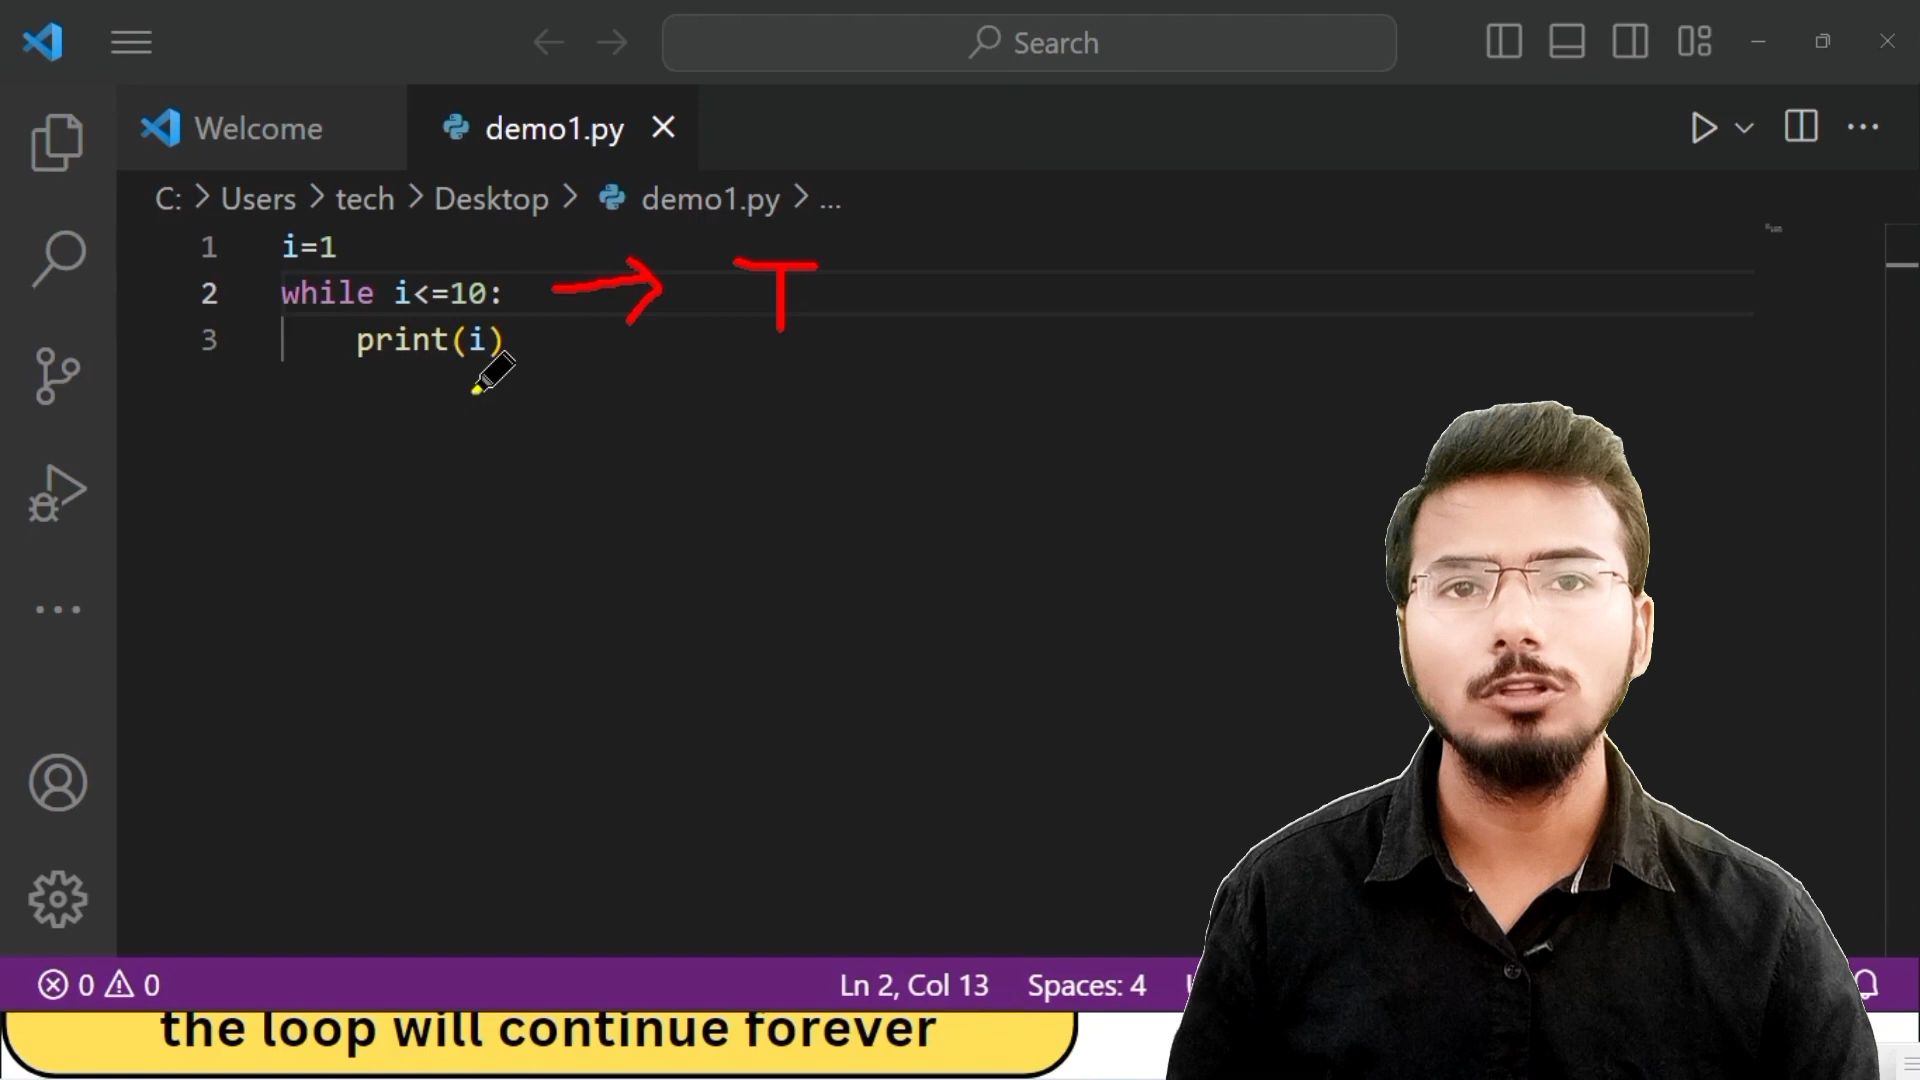 Search
Welcome
demo1.py
C: > Users > tech > Desktop > demo1.py > ...
1 i=1
2 while i<=10:
3 print(i)
T
0 0
Ln 2, Col 13 Spaces: 4
the loop will continue forever